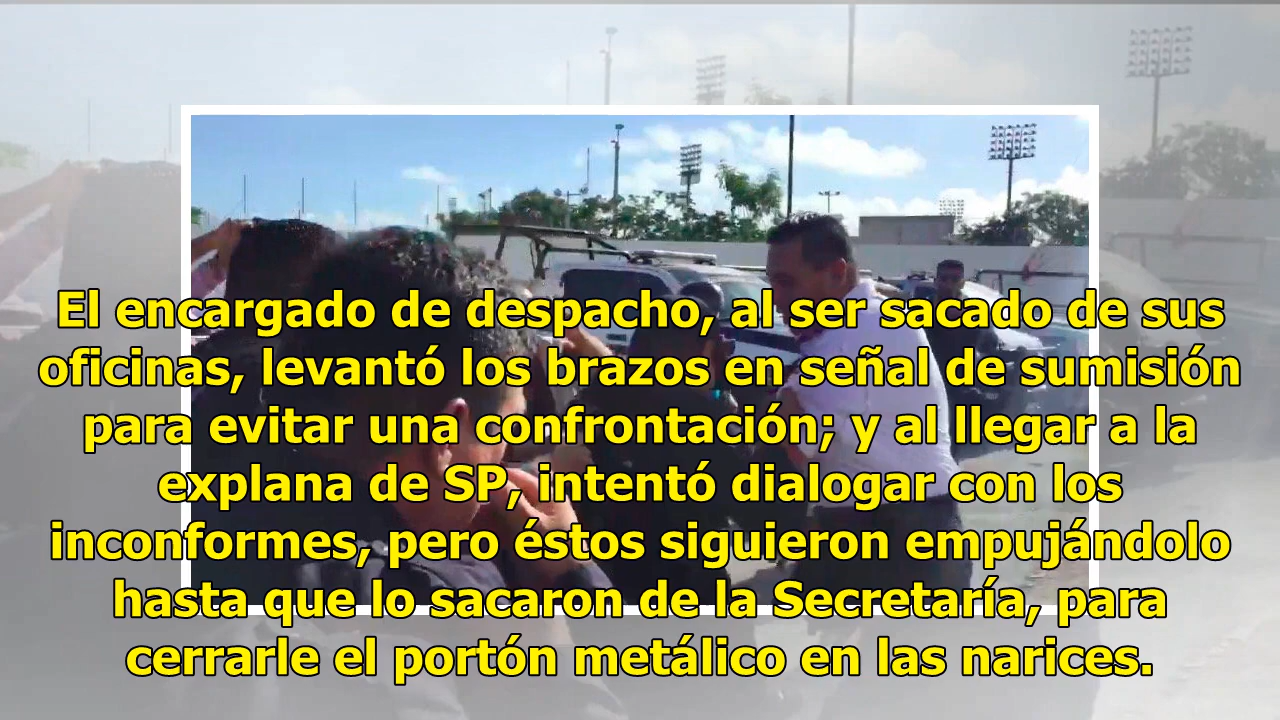 El encargado de despacho, al ser sacado de sus
oficinas, levantó los brazos en señal de sumisión
para evitar una confrontación; y al llegar a la
explana de SP, intentó dialogar con los
inconformes, pero éstos siguieron empujándolo
hasta que lo sacaron de la Secretaría, para
cerrarle el portón metálico en las narices.